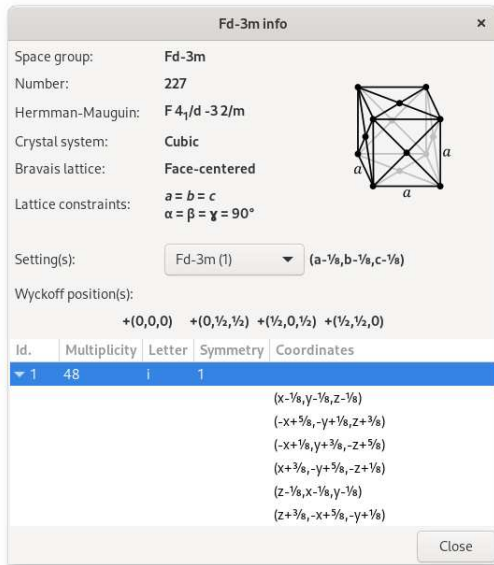 Fd-3m info
×
Space group: Fd-3m
Number: 227
Hermman-Mauguin: F 4₁/d -3 2/m
Crystal system: Cubic
Bravais lattice: Face-centered
Lattice constraints: a = b = c
α = β = ɣ = 90°
a
a
a
Setting(s): Fd-3m (1) (a-⅛,b-⅛,c-⅛)
Wyckoff position(s):
+(0,0,0) +(0,½,½) +(½,0,½) +(½,½,0)
Id. Multiplicity Letter Symmetry Coordinates
1 48 i 1
(x-⅛,y-⅛,z-⅛)
(-x+⅝,-y+⅛,z+⅜)
(-x+⅛,y+⅜,-z+⅝)
(x+⅜,-y+⅝,-z+⅛)
(z-⅛,x-⅛,y-⅛)
(z+⅜,-x+⅝,-y+⅛)
Close